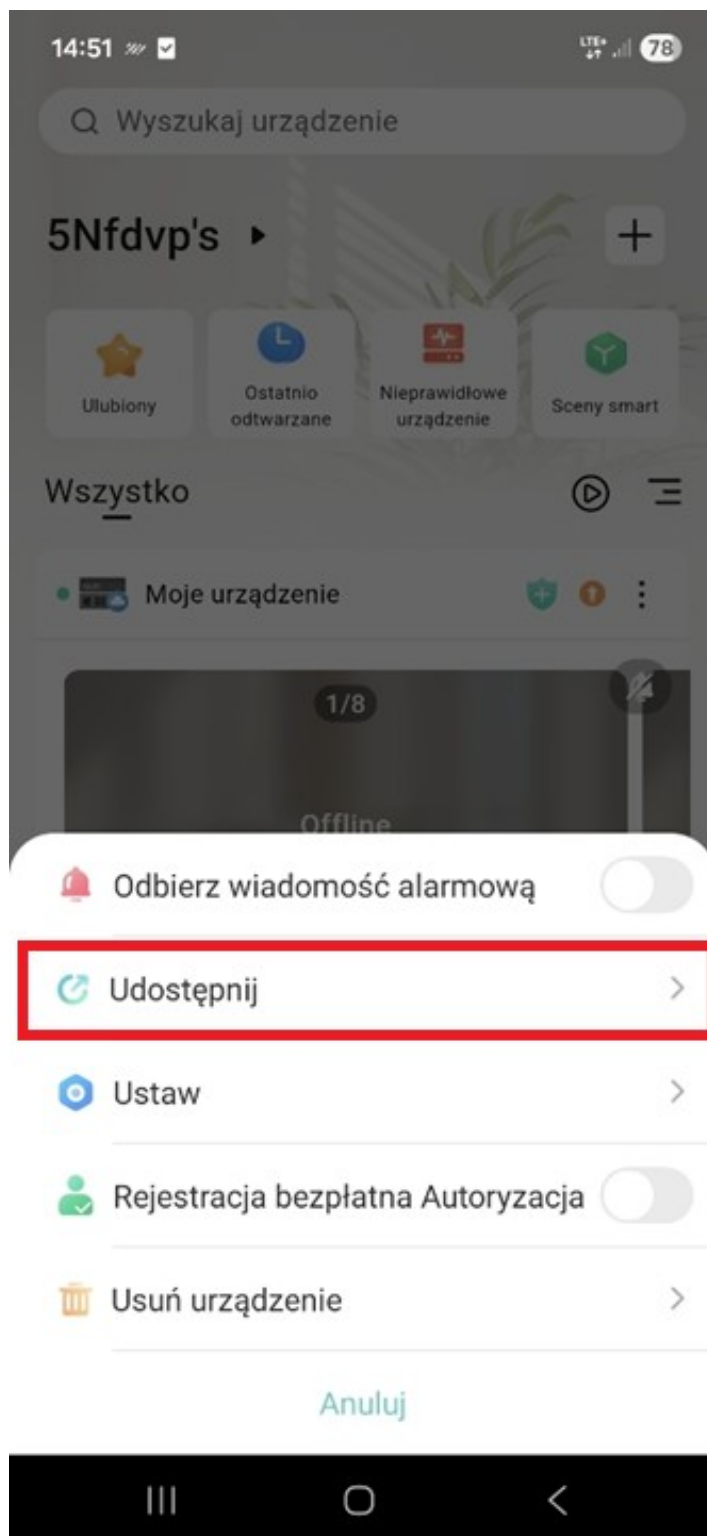 14:51
LTE+
78
Wyszukaj urządzenie
5Nfdvp's
Ulubiony
Ostatnio
odtwarzane
Nieprawidłowe
urządzenie
Sceny smart
Wszystko
Moje urządzenie
1/8
Offline
Odbierz wiadomość alarmową
Udostępnij
Ustaw
Rejestracja bezpłatna Autoryzacja
Usuń urządzenie
Anuluj